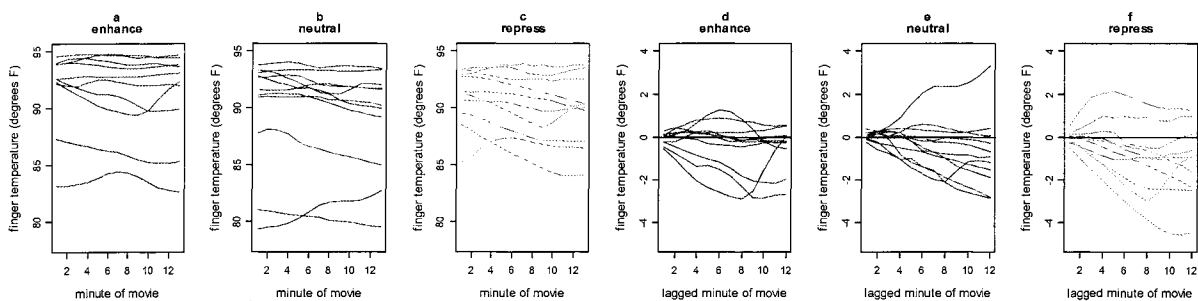 a
enhance
95
90
85
80
finger temperature (degrees F)
2 4 6 8 10 12
minute of movie
b
neutral
95
90
85
80
finger temperature (degrees F)
2 4 6 8 10 12
minute of movie
c
repress
95
90
85
80
finger temperature (degrees F)
2 4 6 8 10 12
minute of movie
d
enhance
4
2
0
-2
-4
finger temperature (degrees F)
2 4 6 8 10 12
lagged minute of movie
e
neutral
4
2
0
-2
-4
finger temperature (degrees F)
2 4 6 8 10 12
lagged minute of movie
f
repress
4
2
0
-2
-4
finger temperature (degrees F)
2 4 6 8 10 12
lagged minute of movie